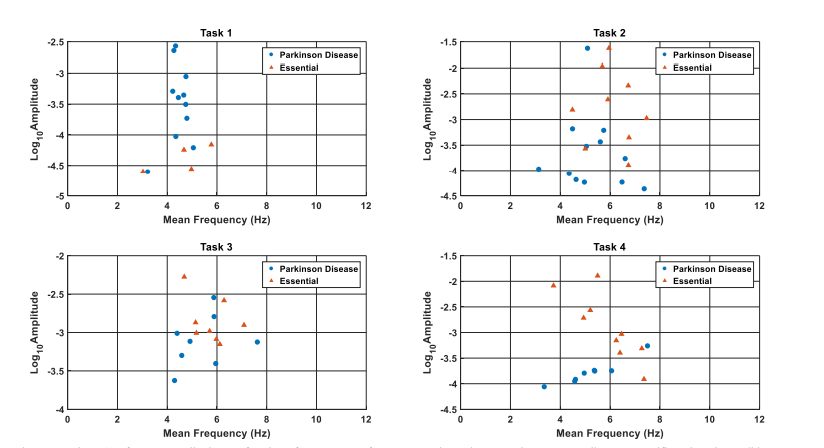 Task 1
-2.5
-3
-3.5
-4
-4.5
-5
0 2 4 6 8 10 12
Log10Amplitude
Mean Frequency (Hz)
Parkinson Disease
Essential
Task 2
-1.5
-2
-2.5
-3
-3.5
-4
-4.5
0 2 4 6 8 10 12
Log10Amplitude
Mean Frequency (Hz)
Parkinson Disease
Essential
Task 3
-2
-2.5
-3
-3.5
-4
0 2 4 6 8 10 12
Log10Amplitude
Mean Frequency (Hz)
Parkinson Disease
Essential
Task 4
-1.5
-2
-2.5
-3
-3.5
-4
-4.5
0 2 4 6 8 10 12
Log10Amplitude
Mean Frequency (Hz)
Parkinson Disease
Essential